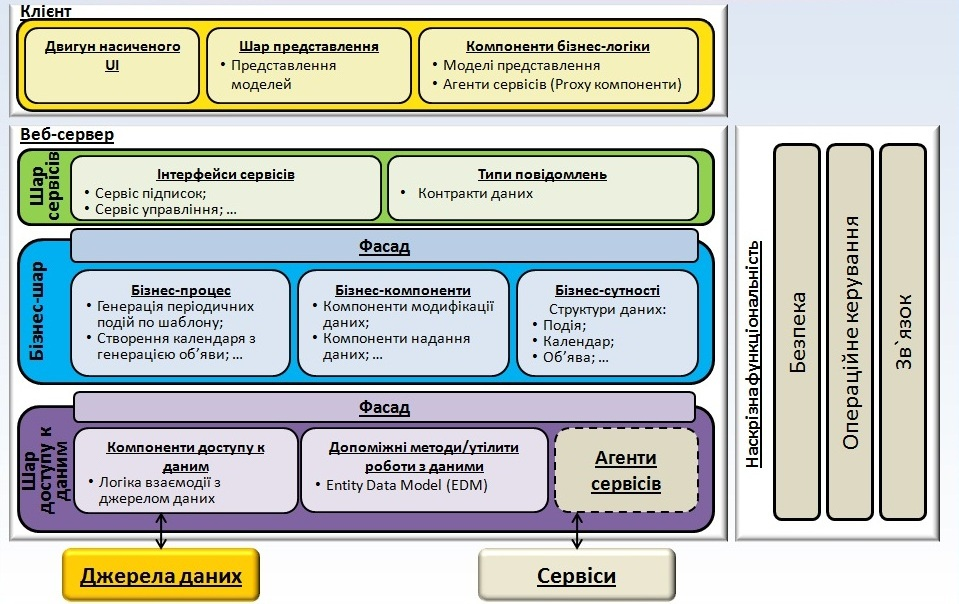 Клієнт
Двигун насиченого
UI
Шар представлення
• Представлення
моделей
Компоненти бізнес-логіки
• Моделі представлення
• Агенти сервісів (Proxy компоненти)
Веб-сервер
Шар
сервісів
Інтерфейси сервісів
• Сервіс підписок;
• Сервіс управління; ...
Типи повідомлень
• Контракти даних
Бізнес-шар
Фасад
Бізнес-процес
• Генерація періодичних
подій по шаблону;
• Створення календаря з
генерацією об’яви; ...
Бізнес-компоненти
• Компоненти модифікації
даних;
• Компоненти надання
даних; ...
Бізнес-сутності
Структури даних:
• Подія;
• Календар;
• Об’ява; ...
Шар
доступу к
даним
Фасад
Компоненти доступу к
даним
• Логіка взаємодії з
джерелом даних
Допоміжні методи/утиліти
роботи з даними
• Entity Data Model (EDM)
Агенти
сервісів
Джерела даних
Сервіси
Наскрізна функціональність
Безпека
Операційне керування
Зв`язок